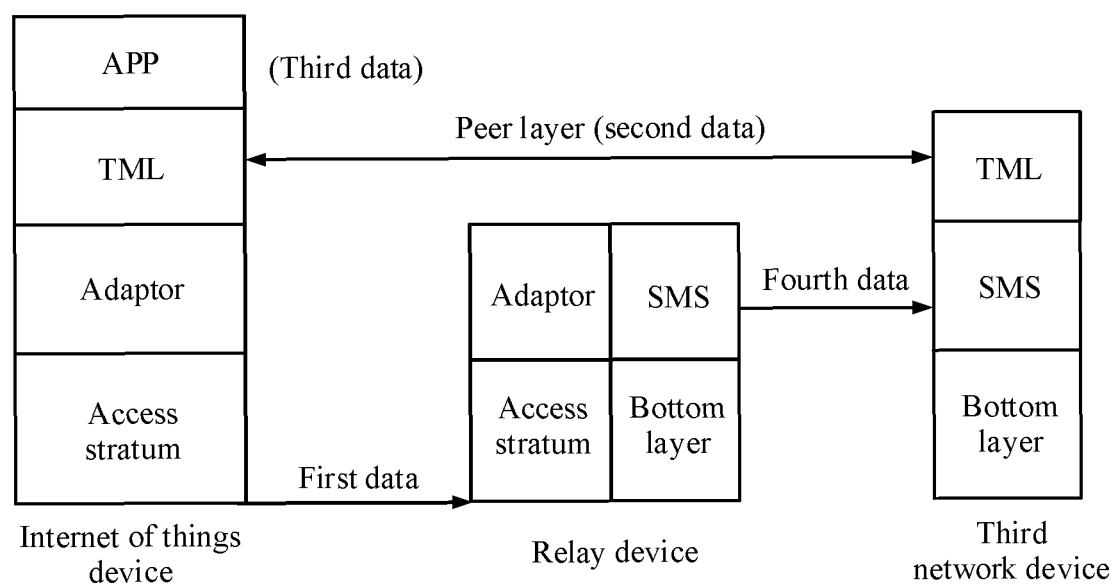 APP
(Third data)
Peer layer (second data)
TML
TML
Adaptor
Adaptor
SMS
Fourth data
SMS
Access
stratum
Access
stratum
Bottom
layer
Bottom
layer
First data
Internet of things
device
Relay device
Third
network device